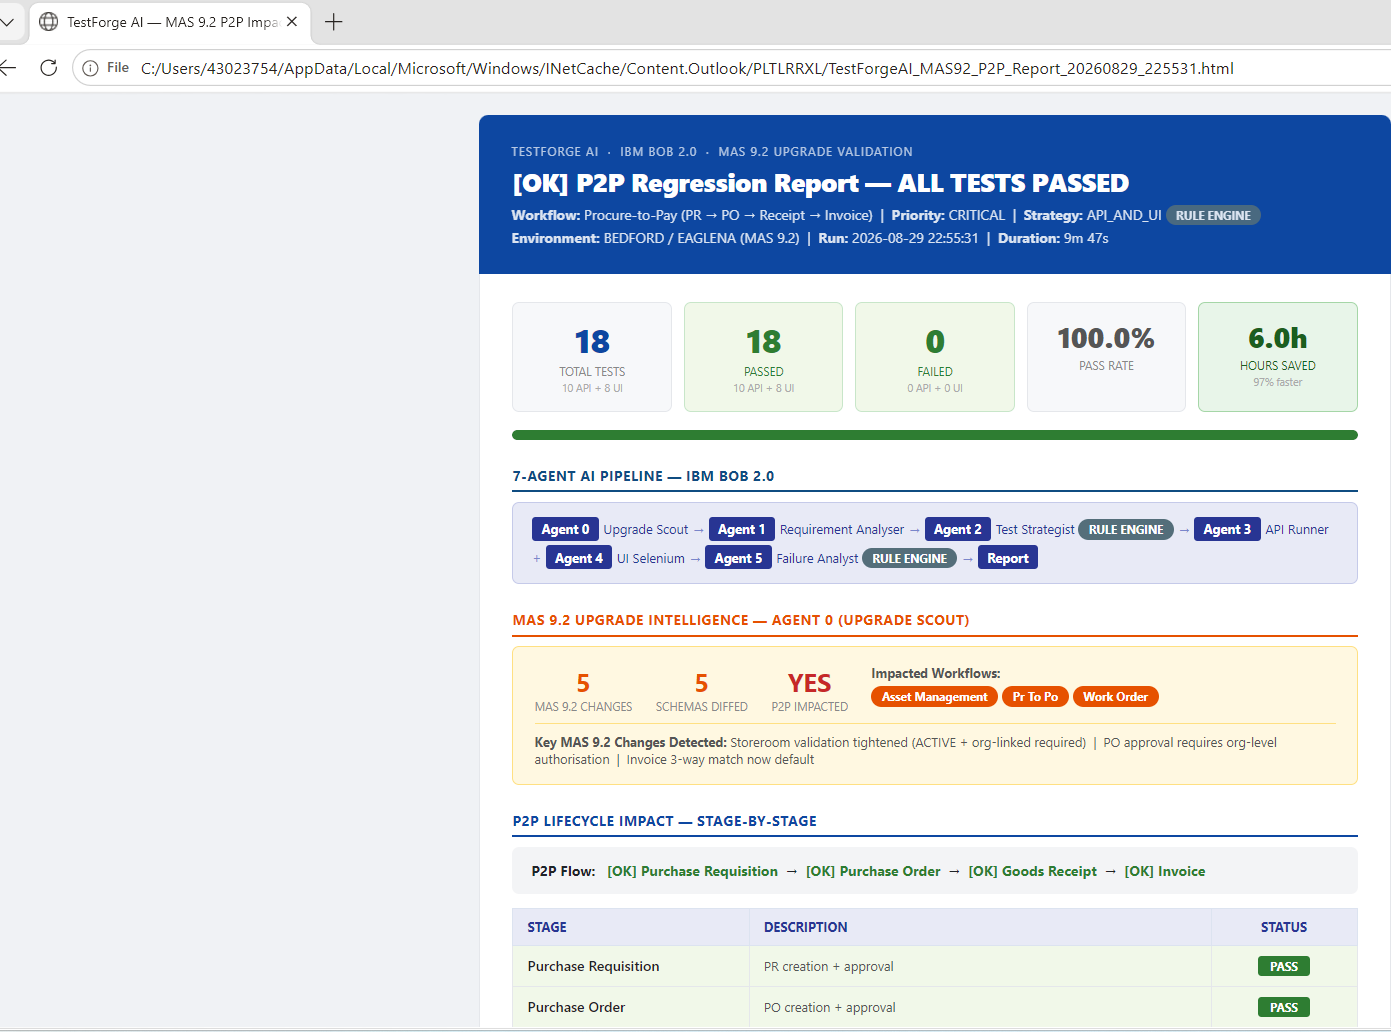 TestForge AI — MAS 9.2 P2P Impa
File C:/Users/43023754/AppData/Local/Microsoft/Windows/INetCache/Content.Outlook/PLTLRRXL/TestForgeAI_MAS92_P2P_Report_20260829_225531.html
TESTFORGE AI · IBM BOB 2.0 · MAS 9.2 UPGRADE VALIDATION
[OK] P2P Regression Report — ALL TESTS PASSED
Workflow: Procure-to-Pay (PR → PO → Receipt → Invoice) | Priority: CRITICAL | Strategy: API_AND_UI RULE ENGINE
Environment: BEDFORD / EAGLENA (MAS 9.2) | Run: 2026-08-29 22:55:31 | Duration: 9m 47s
18
TOTAL TESTS
10 API + 8 UI
18
PASSED
10 API + 8 UI
0
FAILED
0 API + 0 UI
100.0%
PASS RATE
6.0h
HOURS SAVED
97% faster
7-AGENT AI PIPELINE — IBM BOB 2.0
Agent 0 Upgrade Scout → Agent 1 Requirement Analyser → Agent 2 Test Strategist RULE ENGINE → Agent 3 API Runner
+ Agent 4 UI Selenium → Agent 5 Failure Analyst RULE ENGINE → Report
MAS 9.2 UPGRADE INTELLIGENCE — AGENT 0 (UPGRADE SCOUT)
5
MAS 9.2 CHANGES
5
SCHEMAS DIFFED
YES
P2P IMPACTED
Impacted Workflows:
Asset Management Pr To Po Work Order
Key MAS 9.2 Changes Detected: Storeroom validation tightened (ACTIVE + org-linked required) | PO approval requires org-level
authorisation | Invoice 3-way match now default
P2P LIFECYCLE IMPACT — STAGE-BY-STAGE
P2P Flow: [OK] Purchase Requisition → [OK] Purchase Order → [OK] Goods Receipt → [OK] Invoice
STAGE DESCRIPTION STATUS
Purchase Requisition PR creation + approval PASS
Purchase Order PO creation + approval PASS